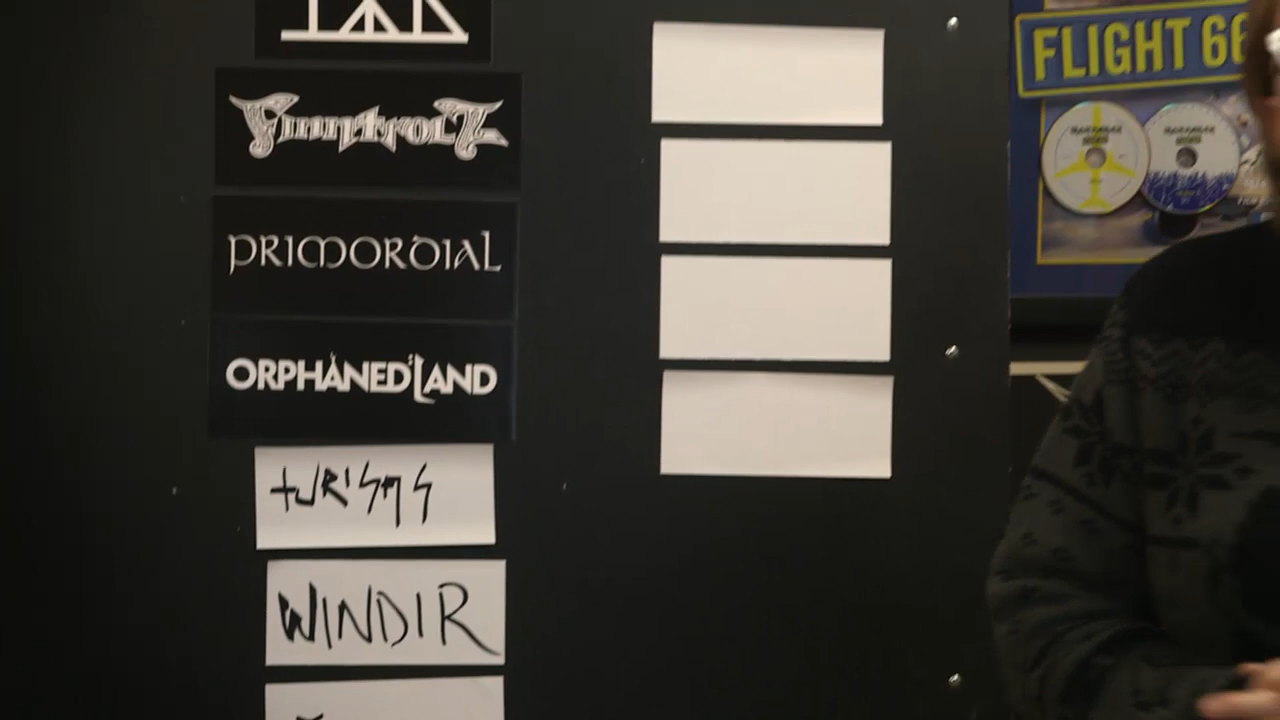 Finntroll
PRIMORDIAL
ORPHANED LAND
tURISAS
WINDIR
FLIGHT 66